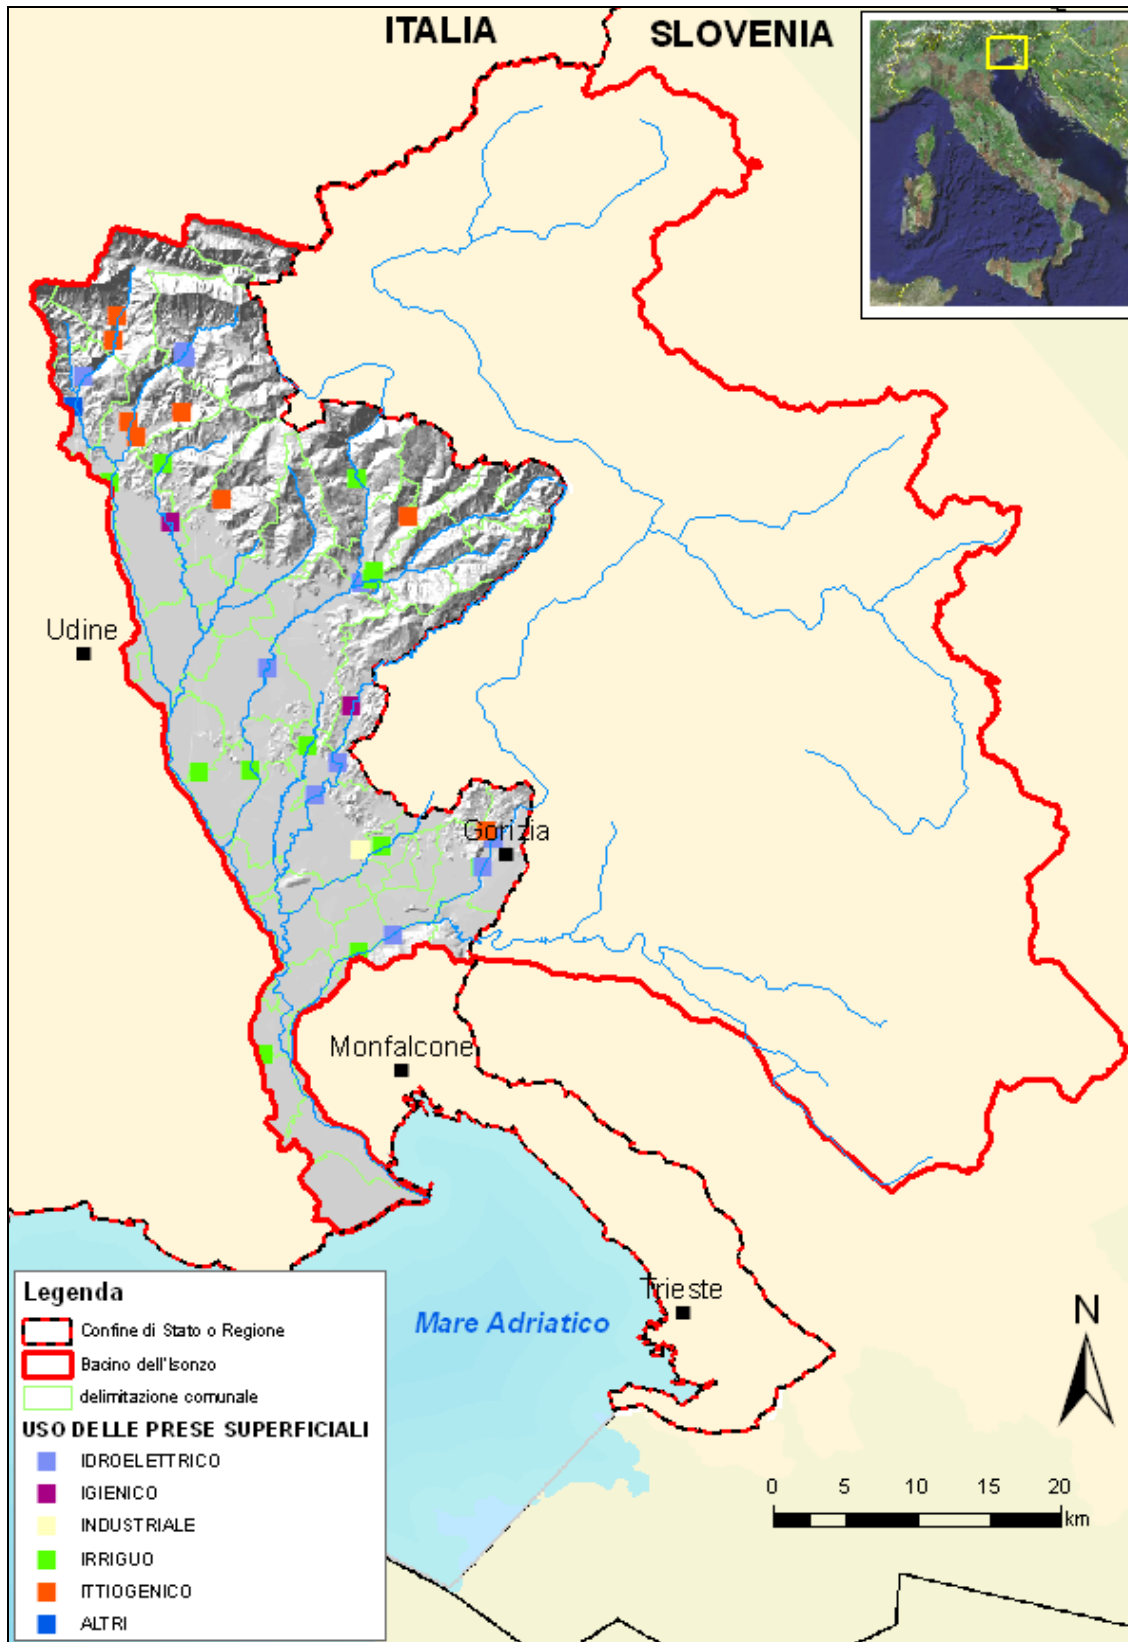 ITALIA
SLOVENIA
Udine
Gorizia
Monfalcone
Trieste
Mare Adriatico
N
0 5 10 15 20
km
Legenda
Confine di Stato o Regione
Bacino dell'Isonzo
delimitazione comunale
USO DELLE PRESE SUPERFICIALI
IDROELETTRICO
IGIENICO
INDUSTRIALE
IRRIGUO
ITTIOGENICO
ALTRI